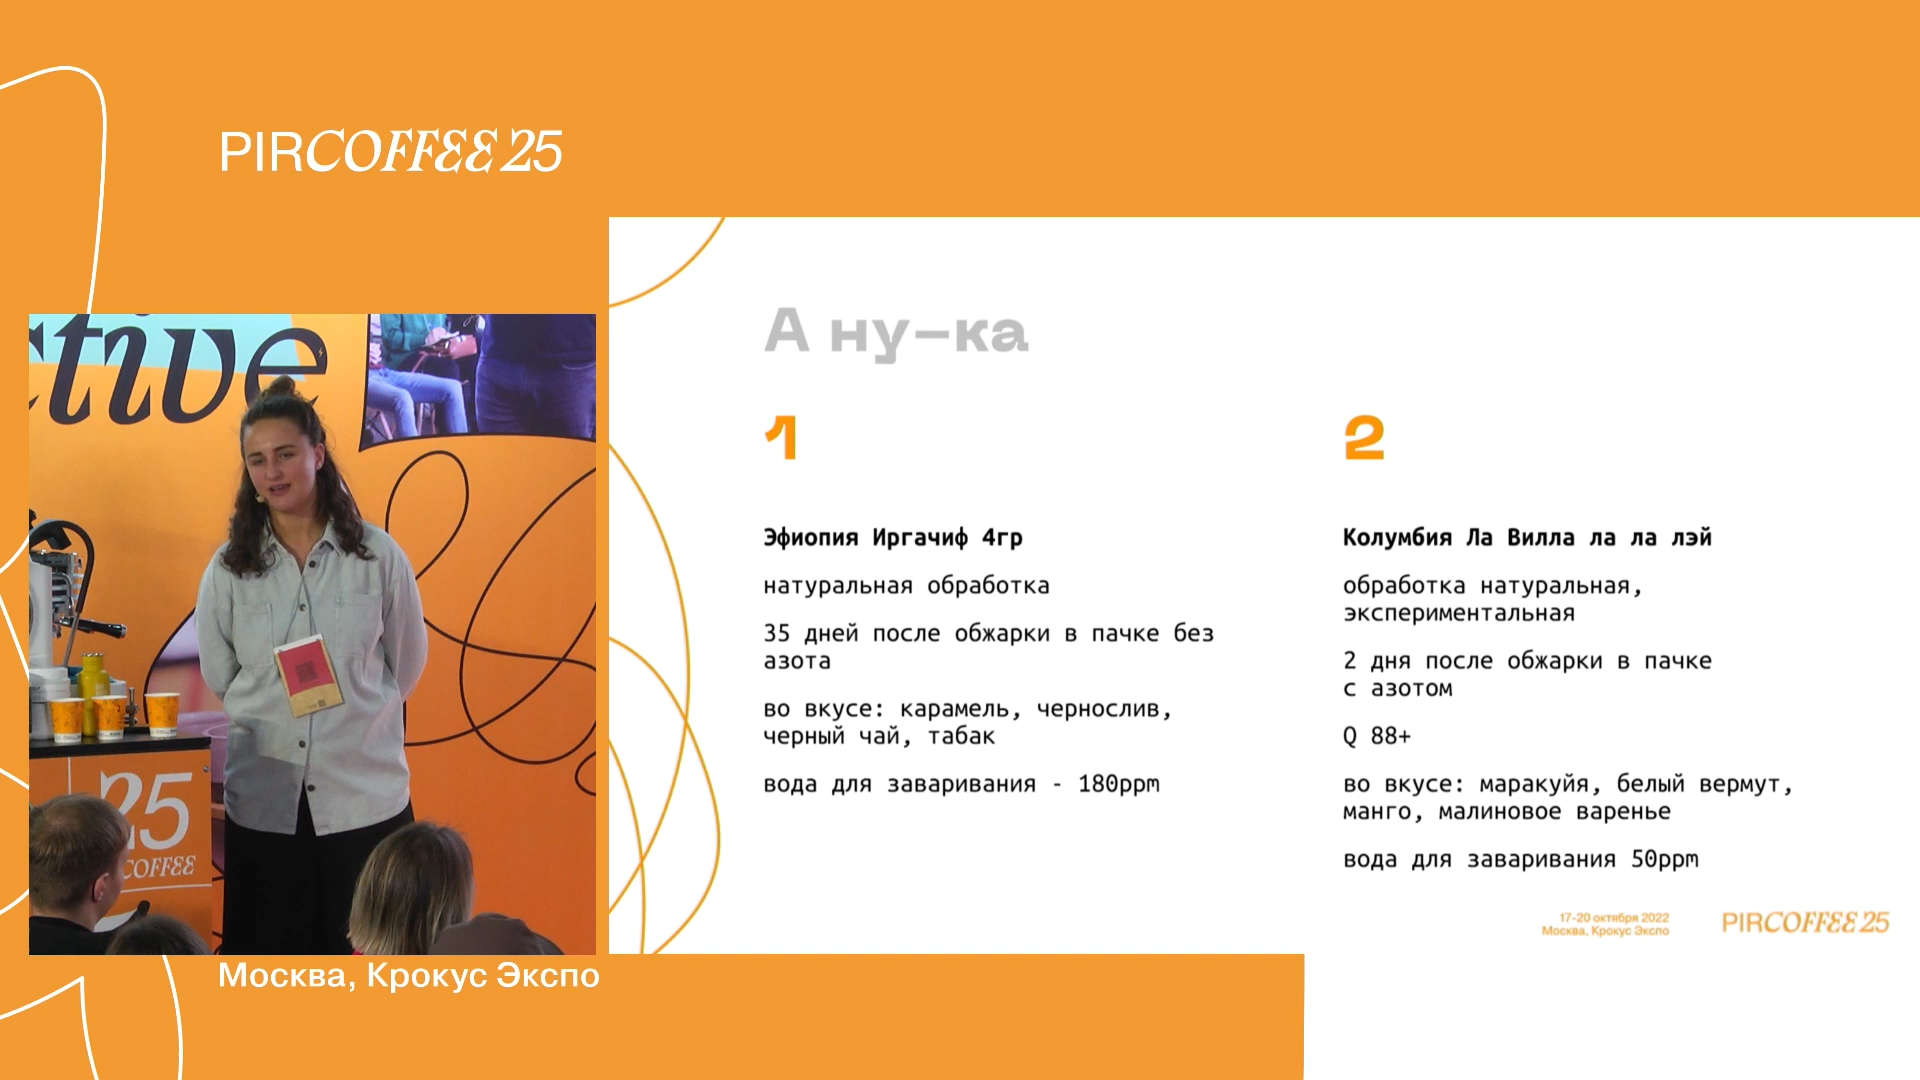 PIRCOFFEE 25
ctive
25
COFFEE
Москва, Крокус Экспо
А ну–ка
1
Эфиопия Иргачиф 4гр
натуральная обработка
35 дней после обжарки в пачке без
азота
во вкусе: карамель, чернослив,
черный чай, табак
вода для заваривания - 180ppm
2
Колумбия Ла Вилла ла ла лэй
обработка натуральная,
экспериментальная
2 дня после обжарки в пачке
с азотом
Q 88+
во вкусе: маракуйя, белый вермут,
манго, малиновое варенье
вода для заваривания 50ppm
17-20 октября 2022
Москва, Крокус Экспо
PIRCOFFEE 25